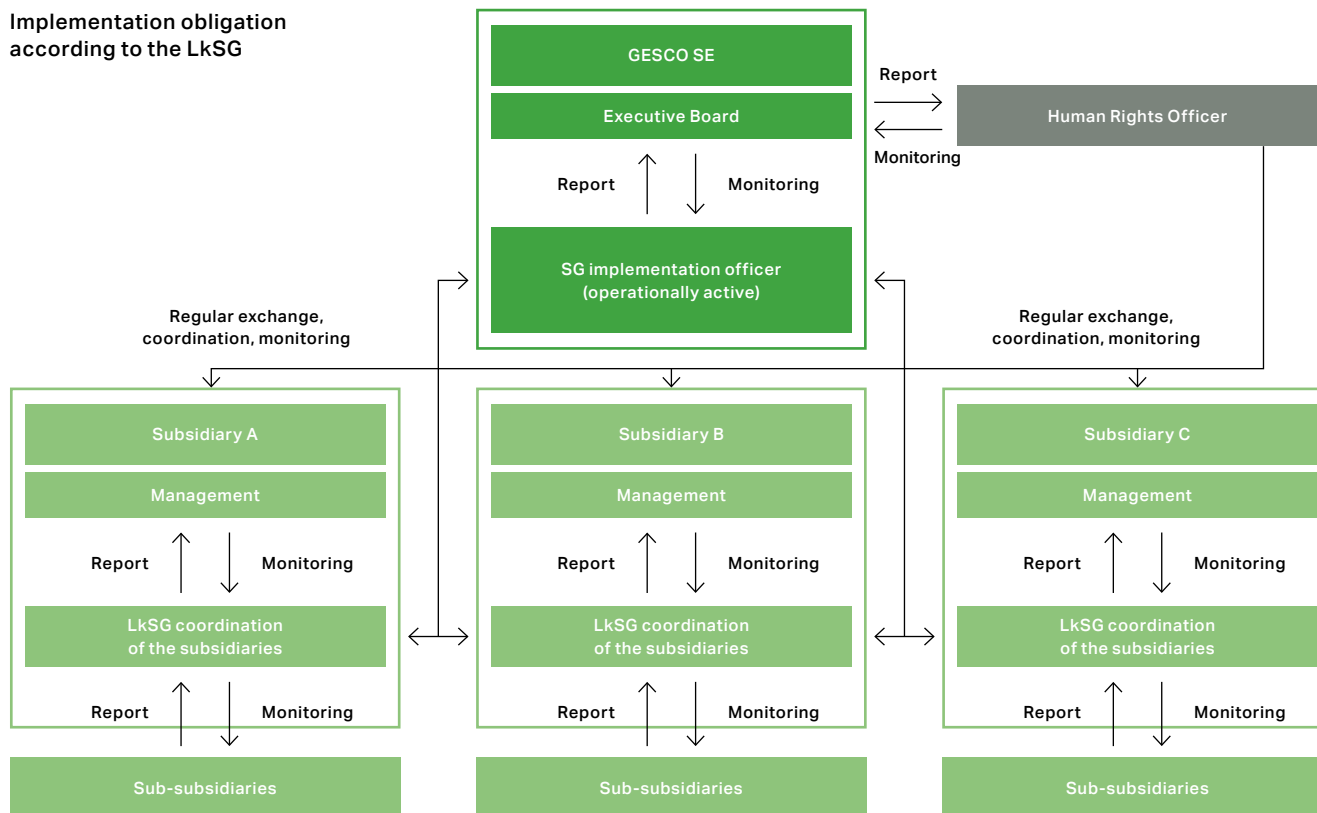 Implementation obligation
according to the LkSG
GESCO SE
Executive Board
Report
Monitoring
Human Rights Officer
Report
Monitoring
SG implementation officer
(operationally active)
Regular exchange,
coordination, monitoring
Regular exchange,
coordination, monitoring
Subsidiary A
Management
Report
Monitoring
LkSG coordination
of the subsidiaries
Report
Monitoring
Sub-subsidiaries
Subsidiary B
Management
Report
Monitoring
LkSG coordination
of the subsidiaries
Report
Monitoring
Sub-subsidiaries
Subsidiary C
Management
Report
Monitoring
LkSG coordination
of the subsidiaries
Report
Monitoring
Sub-subsidiaries